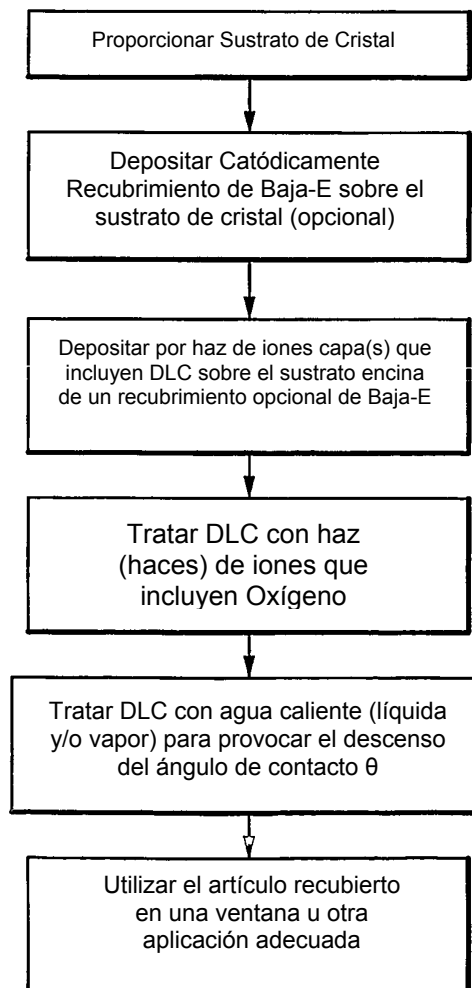 Proporcionar Sustrato de Cristal
Depositar Catódicamente
Recubrimiento de Baja-E sobre el
sustrato de cristal (opcional)
Depositar por haz de iones capa(s) que
incluyen DLC sobre el sustrato encina
de un recubrimiento opcional de Baja-E
Tratar DLC con haz
(haces) de iones que
incluyen Oxígeno
Tratar DLC con agua caliente (líquida
y/o vapor) para provocar el descenso
del ángulo de contacto θ
Utilizar el artículo recubierto
en una ventana u otra
aplicación adecuada